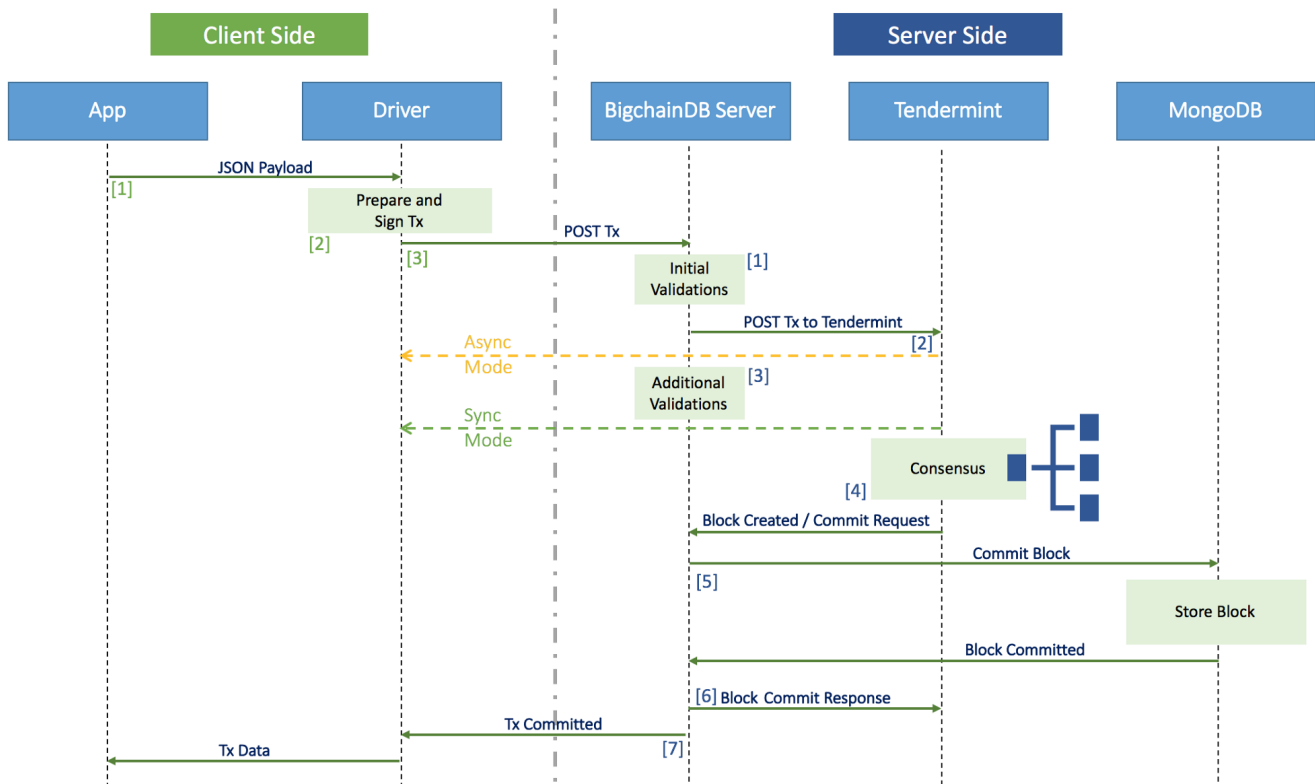 Client Side
Server Side
App
Driver
BigchainDB Server
Tendermint
MongoDB
JSON Payload
[1]
Prepare and
Sign Tx
[2]
[3]
POST Tx
[1]
Initial
Validations
POST Tx to Tendermint
[2]
Async
Mode
[3]
Additional
Validations
Sync
Mode
Consensus
[4]
Block Created / Commit Request
Commit Block
[5]
Store Block
Block Committed
[6]
Block Commit Response
Tx Committed
[7]
Tx Data